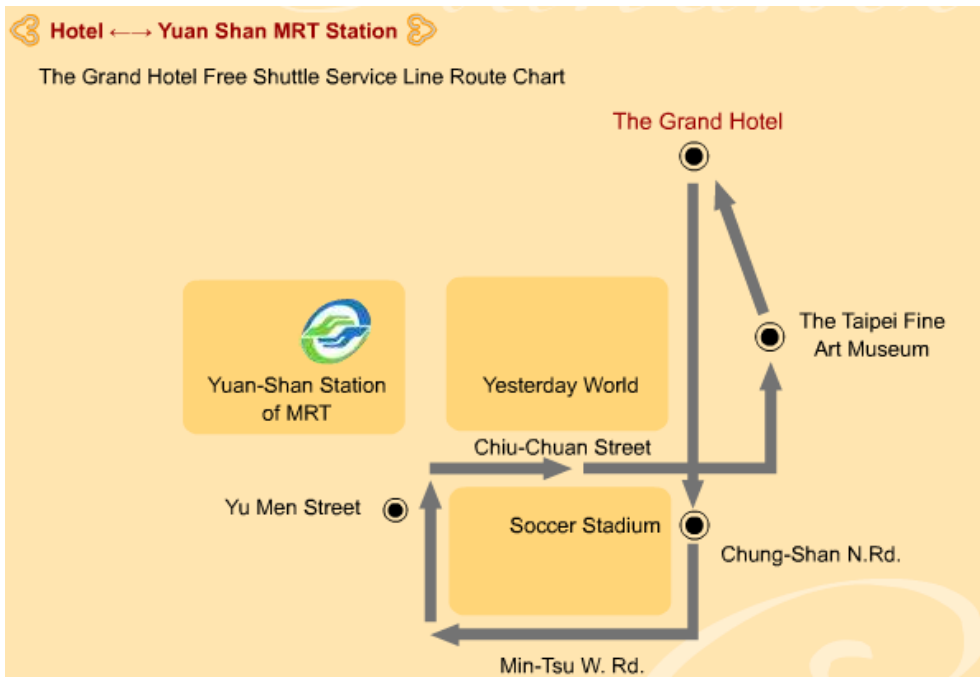 Hotel ←→ Yuan Shan MRT Station
The Grand Hotel Free Shuttle Service Line Route Chart
The Grand Hotel
The Taipei Fine
Art Museum
Yuan-Shan Station
of MRT
Yesterday World
Chiu-Chuan Street
Yu Men Street
Soccer Stadium
Chung-Shan N.Rd.
Min-Tsu W. Rd.